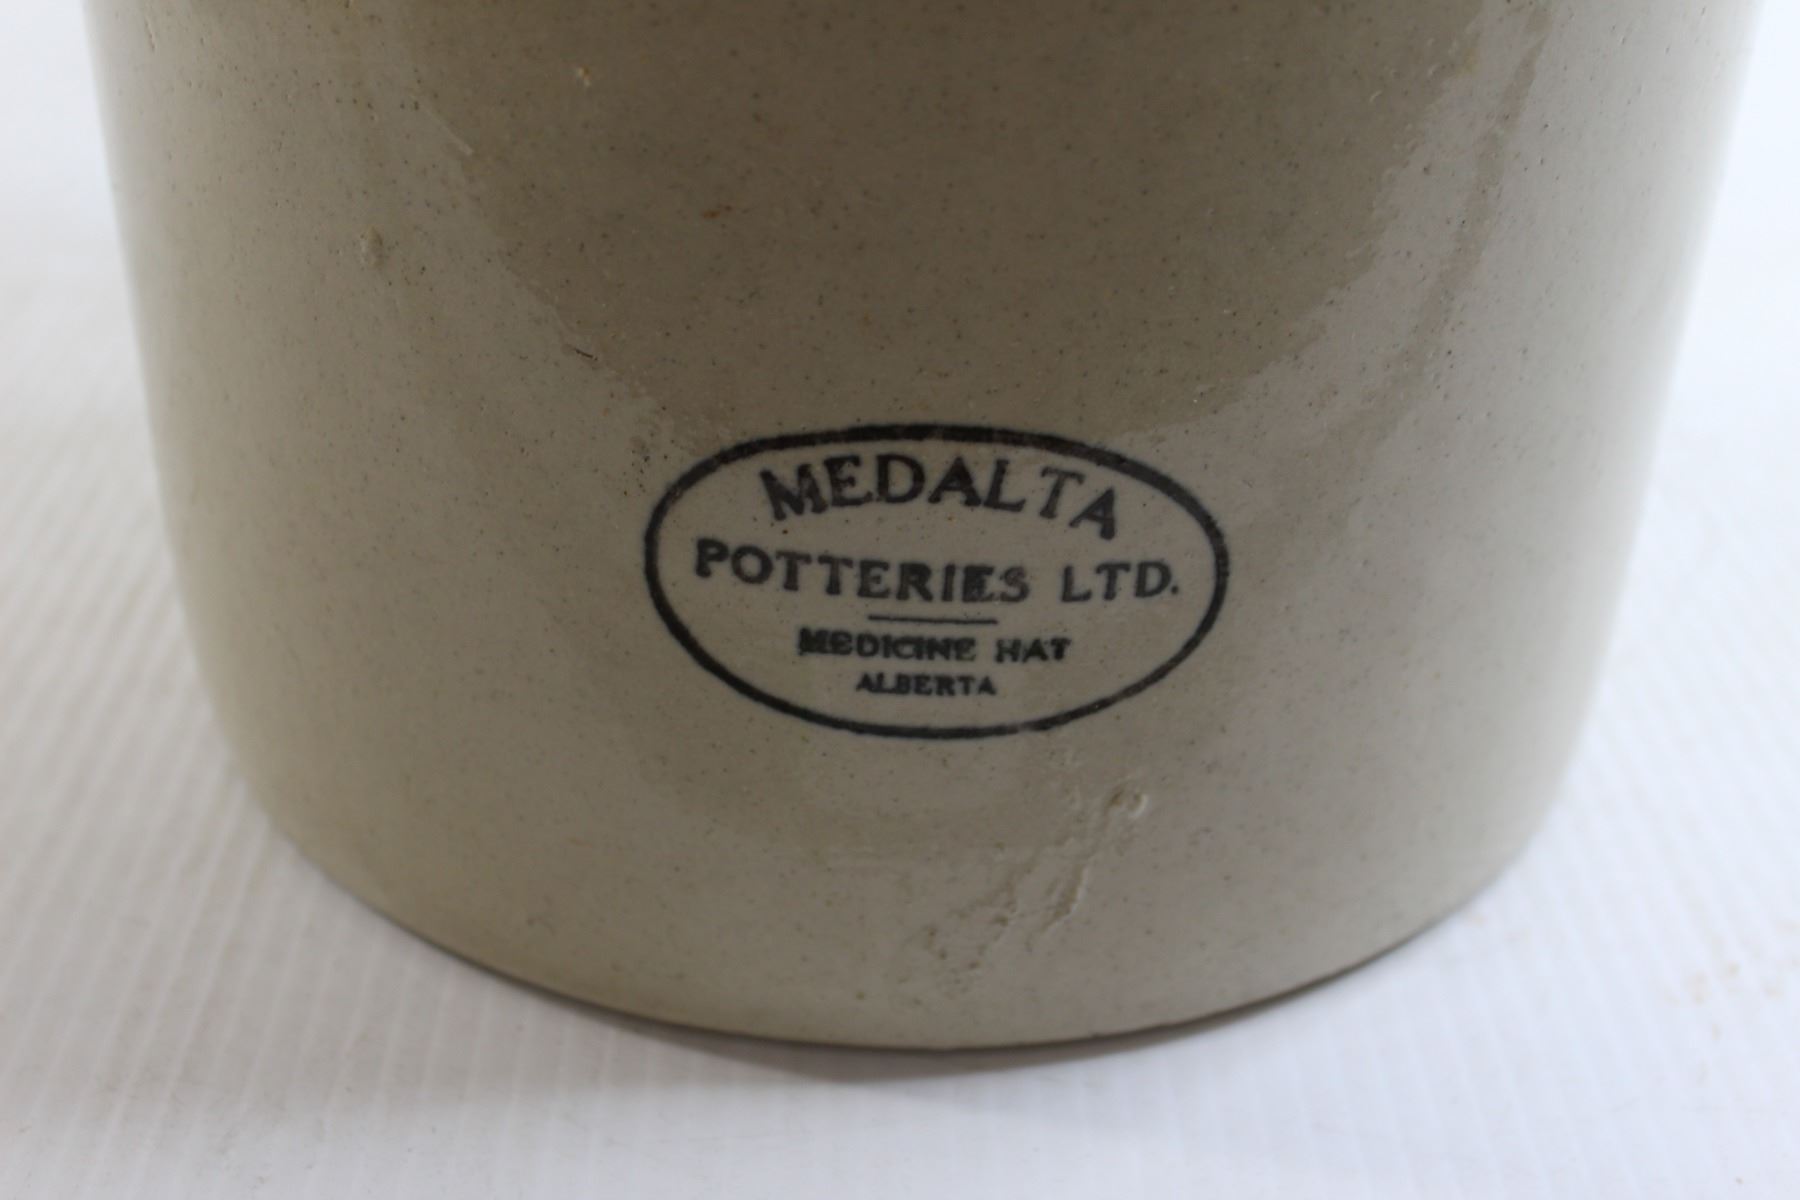 MEDALTA
POTTERIES LTD.
MEDICINE HAT
ALBERTA